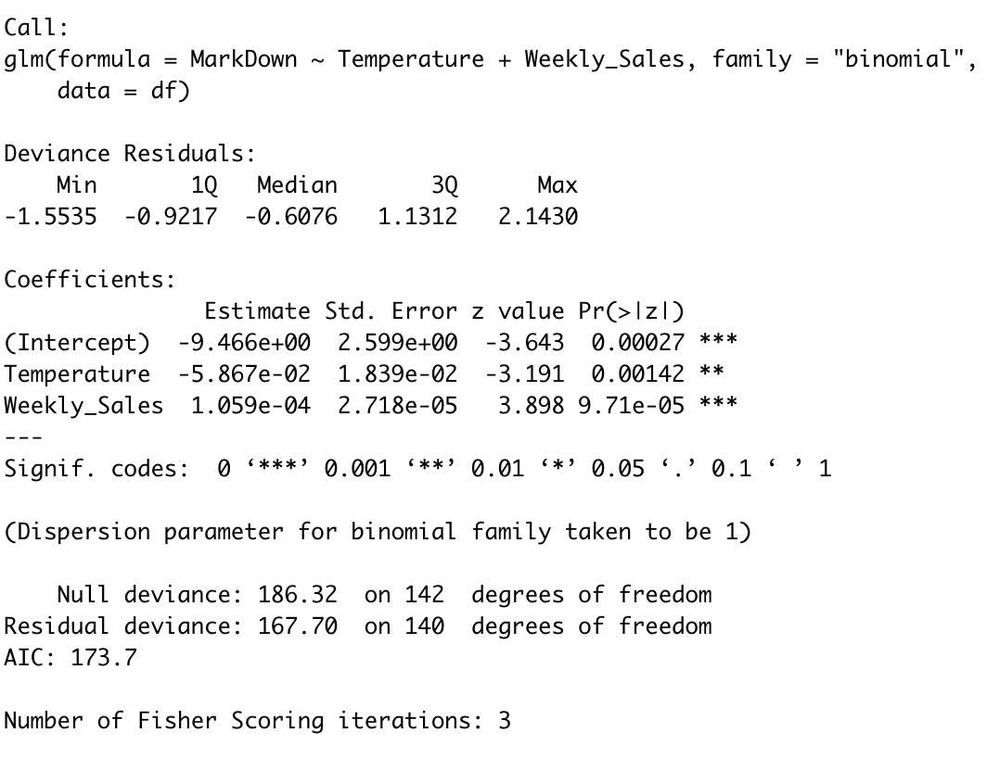 Call:
glm(formula = MarkDown ~ Temperature + Weekly_Sales, family = "binomial",
    data = df)

Deviance Residuals:
    Min       1Q   Median       3Q      Max
-1.5535  -0.9217  -0.6076   1.1312   2.1430

Coefficients:
               Estimate Std. Error z value Pr(>|z|)
(Intercept)  -9.466e+00  2.599e+00  -3.643  0.00027 ***
Temperature  -5.867e-02  1.839e-02  -3.191  0.00142 **
Weekly_Sales  1.059e-04  2.718e-05   3.898 9.71e-05 ***
---
Signif. codes:  0 ‘***’ 0.001 ‘**’ 0.01 ‘*’ 0.05 ‘.’ 0.1 ‘ ’ 1

(Dispersion parameter for binomial family taken to be 1)

    Null deviance: 186.32  on 142  degrees of freedom
Residual deviance: 167.70  on 140  degrees of freedom
AIC: 173.7

Number of Fisher Scoring iterations: 3